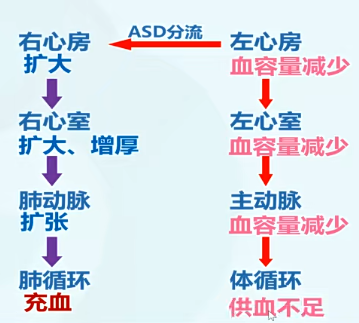 右心房
扩大
ASD分流
左心房
血容量减少
右心室
扩大、增厚
左心室
血容量减少
肺动脉
扩张
主动脉
血容量减少
肺循环
充血
体循环
供血不足